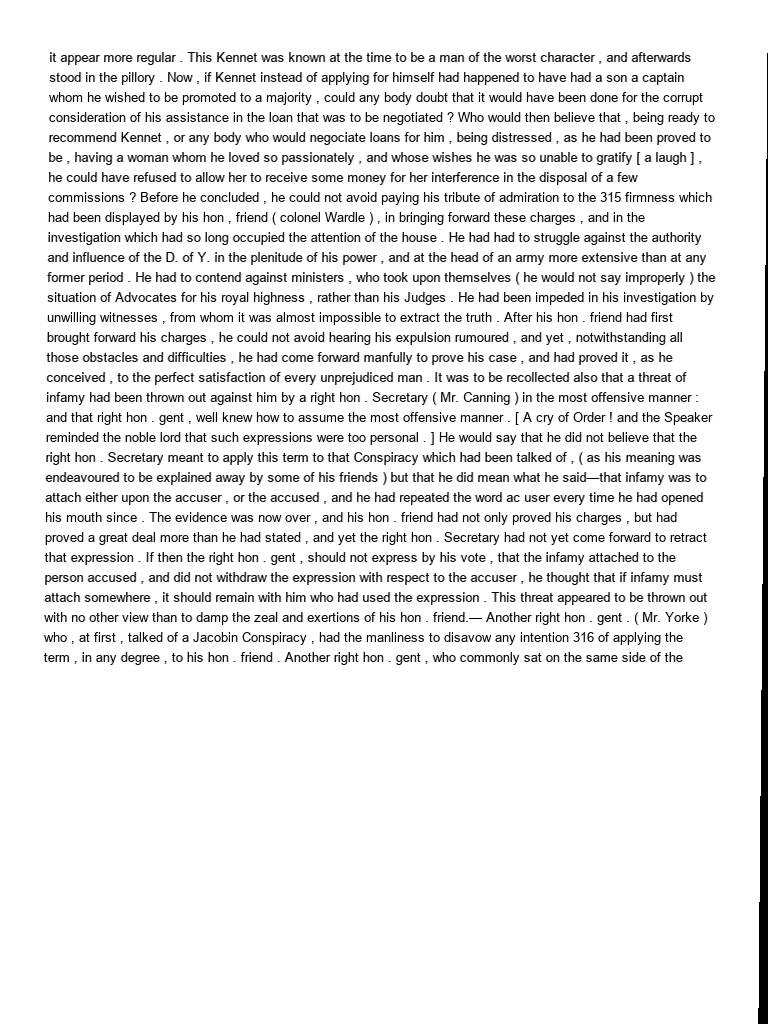 it appear more regular . This Kennet was known at the time to be a man of the worst character , and afterwards
stood in the pillory . Now , if Kennet instead of applying for himself had happened to have had a son a captain
whom he wished to be promoted to a majority , could any body doubt that it would have been done for the corrupt
consideration of his assistance in the loan that was to be negotiated ? Who would then believe that , being ready to
recommend Kennet , or any body who would negociate loans for him , being distressed , as he had been proved to
be , having a woman whom he loved so passionately , and whose wishes he was so unable to gratify [ a laugh ] ,
he could have refused to allow her to receive some money for her interference in the disposal of a few
commissions ? Before he concluded , he could not avoid paying his tribute of admiration to the 315 firmness which
had been displayed by his hon , friend ( colonel Wardle ) , in bringing forward these charges , and in the
investigation which had so long occupied the attention of the house . He had had to struggle against the authority
and influence of the D. of Y. in the plenitude of his power , and at the head of an army more extensive than at any
former period . He had to contend against ministers , who took upon themselves ( he would not say improperly ) the
situation of Advocates for his royal highness , rather than his Judges . He had been impeded in his investigation by
unwilling witnesses , from whom it was almost impossible to extract the truth . After his hon . friend had first
brought forward his charges , he could not avoid hearing his expulsion rumoured , and yet , notwithstanding all
those obstacles and difficulties , he had come forward manfully to prove his case , and had proved it , as he
conceived , to the perfect satisfaction of every unprejudiced man . It was to be recollected also that a threat of
infamy had been thrown out against him by a right hon . Secretary ( Mr. Canning ) in the most offensive manner :
and that right hon . gent , well knew how to assume the most offensive manner . [ A cry of Order ! and the Speaker
reminded the noble lord that such expressions were too personal . ] He would say that he did not believe that the
right hon . Secretary meant to apply this term to that Conspiracy which had been talked of , ( as his meaning was
endeavoured to be explained away by some of his friends ) but that he did mean what he said—that infamy was to
attach either upon the accuser , or the accused , and he had repeated the word ac user every time he had opened
his mouth since . The evidence was now over , and his hon . friend had not only proved his charges , but had
proved a great deal more than he had stated , and yet the right hon . Secretary had not yet come forward to retract
that expression . If then the right hon . gent , should not express by his vote , that the infamy attached to the
person accused , and did not withdraw the expression with respect to the accuser , he thought that if infamy must
attach somewhere , it should remain with him who had used the expression . This threat appeared to be thrown out
with no other view than to damp the zeal and exertions of his hon . friend.— Another right hon . gent . ( Mr. Yorke )
who , at first , talked of a Jacobin Conspiracy , had the manliness to disavow any intention 316 of applying the
term , in any degree , to his hon . friend . Another right hon . gent , who commonly sat on the same side of the